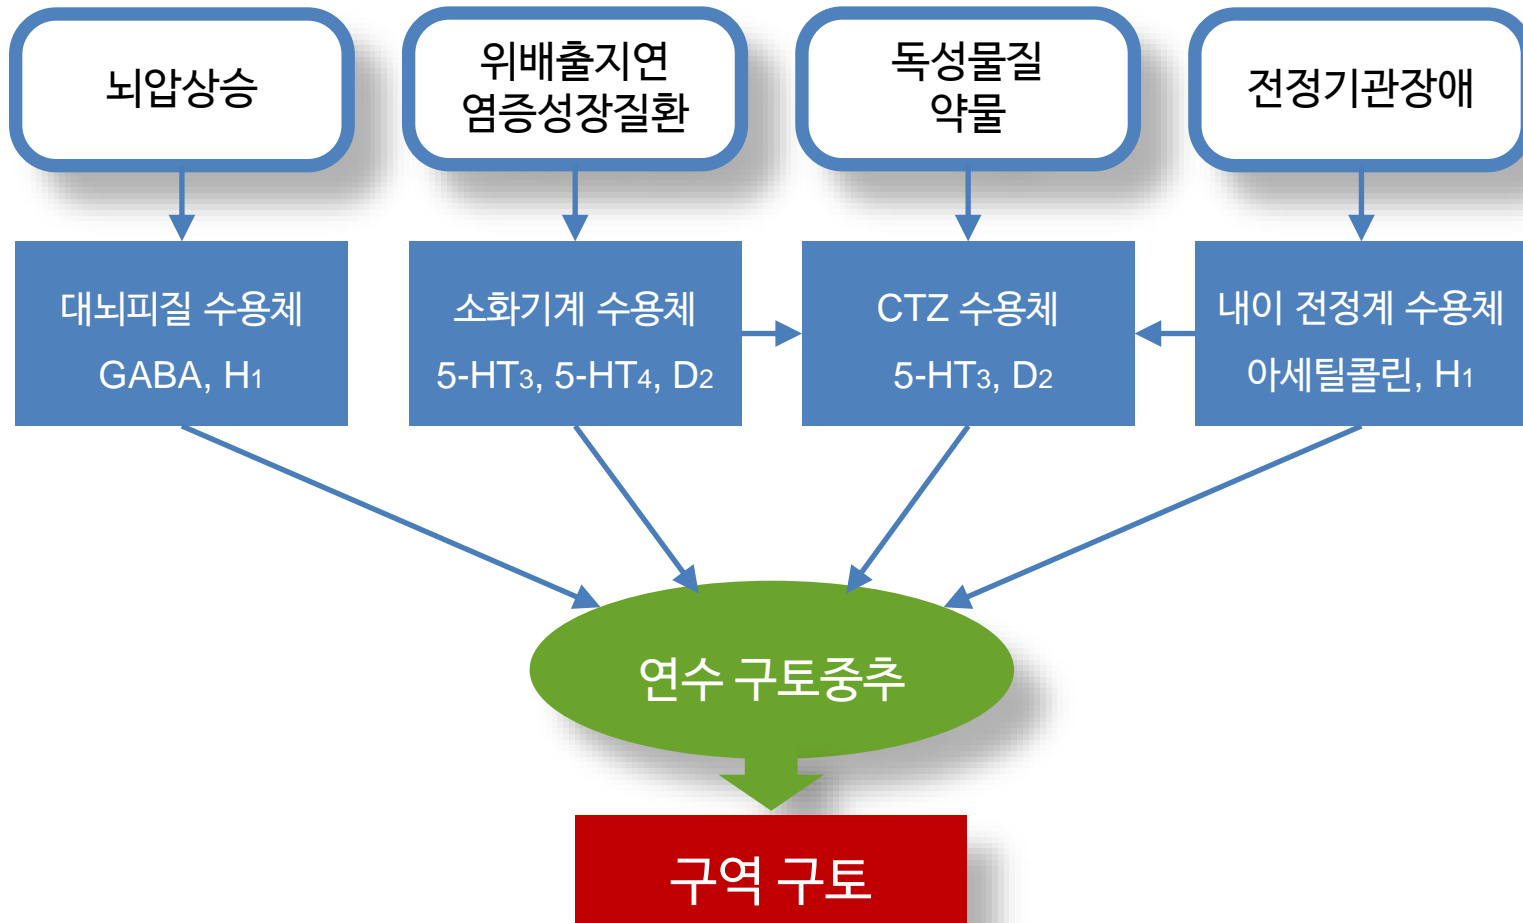 뇌압상승
위배출지연
염증성장질환
독성물질
약물
전정기관장애
대뇌피질 수용체
GABA, H1
소화기계 수용체
5-HT3, 5-HT4, D2
CTZ 수용체
5-HT3, D2
내이 전정계 수용체
아세틸콜린, H1
연수 구토중추
구역 구토